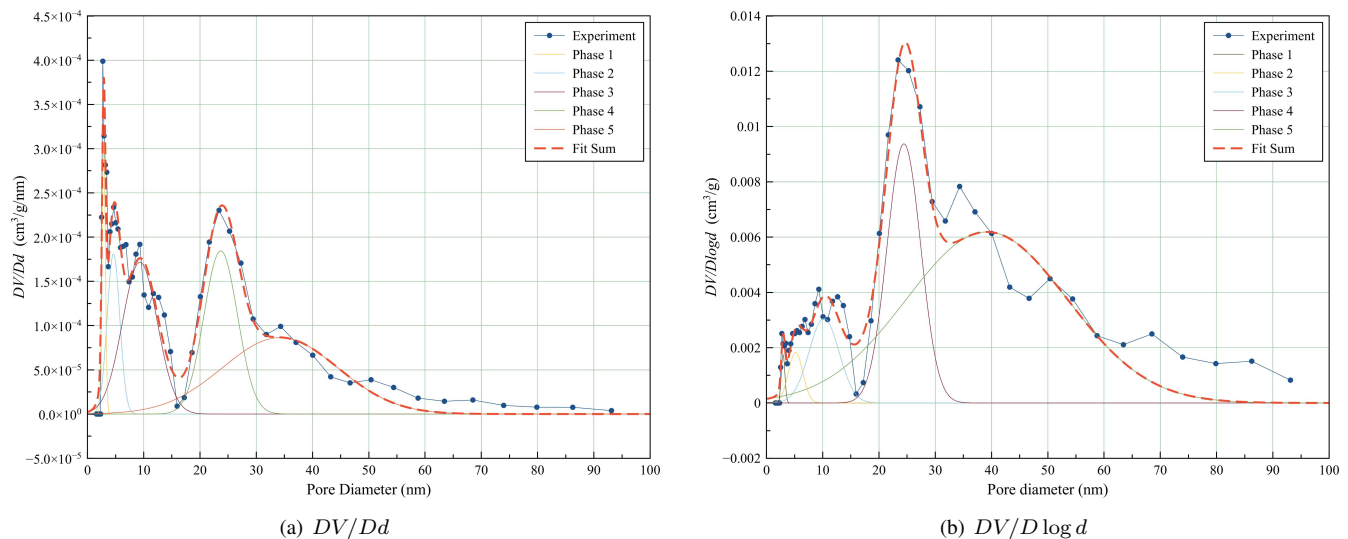 4.5×10⁻⁴
4.0×10⁻⁴
3.5×10⁻⁴
3.0×10⁻⁴
2.5×10⁻⁴
2.0×10⁻⁴
1.5×10⁻⁴
1.0×10⁻⁴
5.0×10⁻⁵
0.0×10⁰
−5.0×10⁻⁵
DV/Dd (cm³/g/nm)
0 10 20 30 40 50 60 70 80 90 100
Pore Diameter (nm)
Experiment
Phase 1
Phase 2
Phase 3
Phase 4
Phase 5
Fit Sum
(a) DV/Dd
0.014
0.012
0.01
0.008
0.006
0.004
0.002
0
−0.002
DV/Dlogd (cm³/g)
0 10 20 30 40 50 60 70 80 90 100
Pore diameter (nm)
Experiment
Phase 1
Phase 2
Phase 3
Phase 4
Phase 5
Fit Sum
(b) DV/D log d